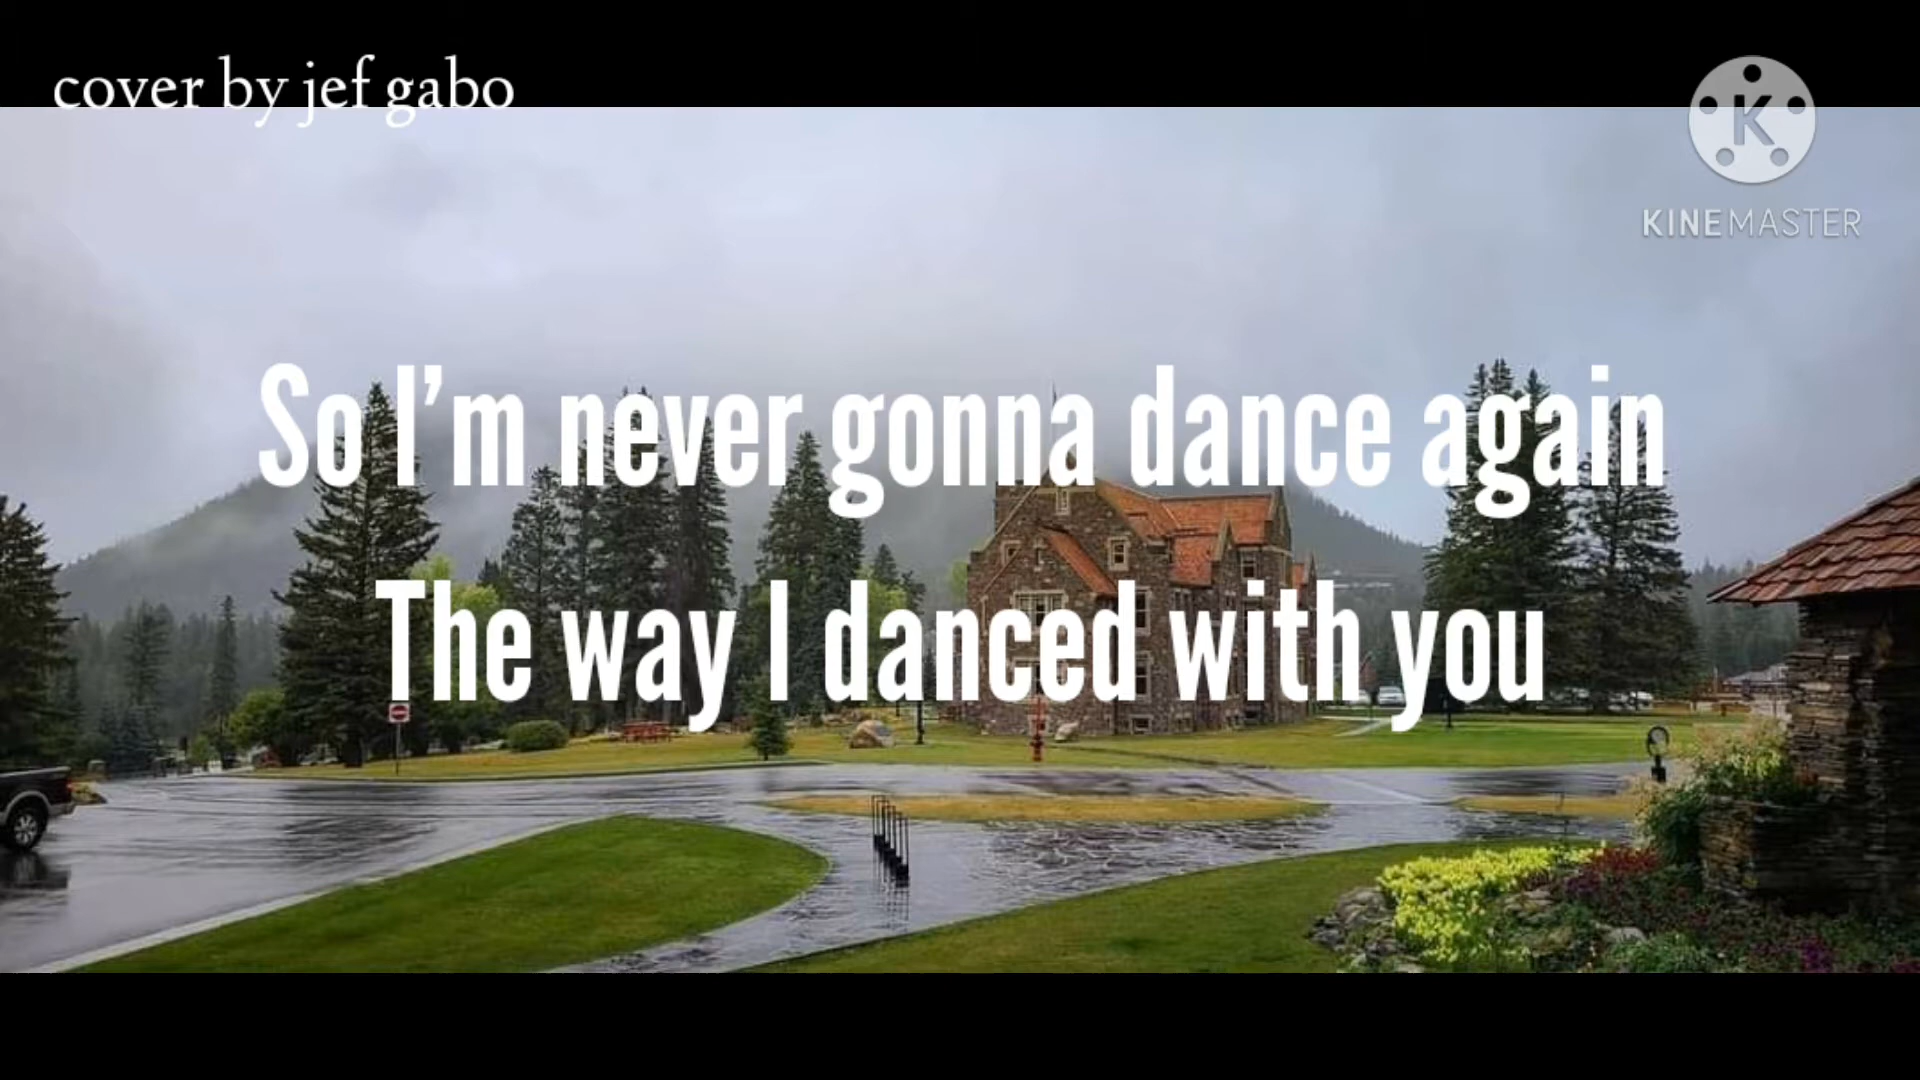 cover by jef gabo
K
KINEMASTER
So I'm never gonna dance again
The way I danced with you